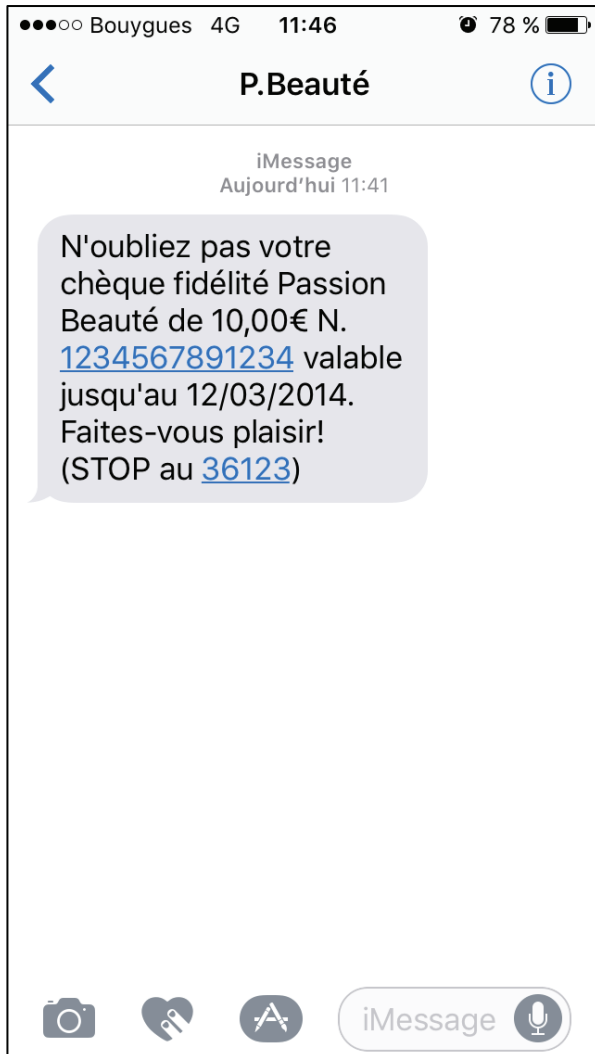 Bouygues 4G 11:46 78 %
P.Beauté
iMessage
Aujourd'hui 11:41
N'oubliez pas votre
chèque fidélité Passion
Beauté de 10,00€ N.
1234567891234 valable
jusqu'au 12/03/2014.
Faites-vous plaisir!
(STOP au 36123)
iMessage